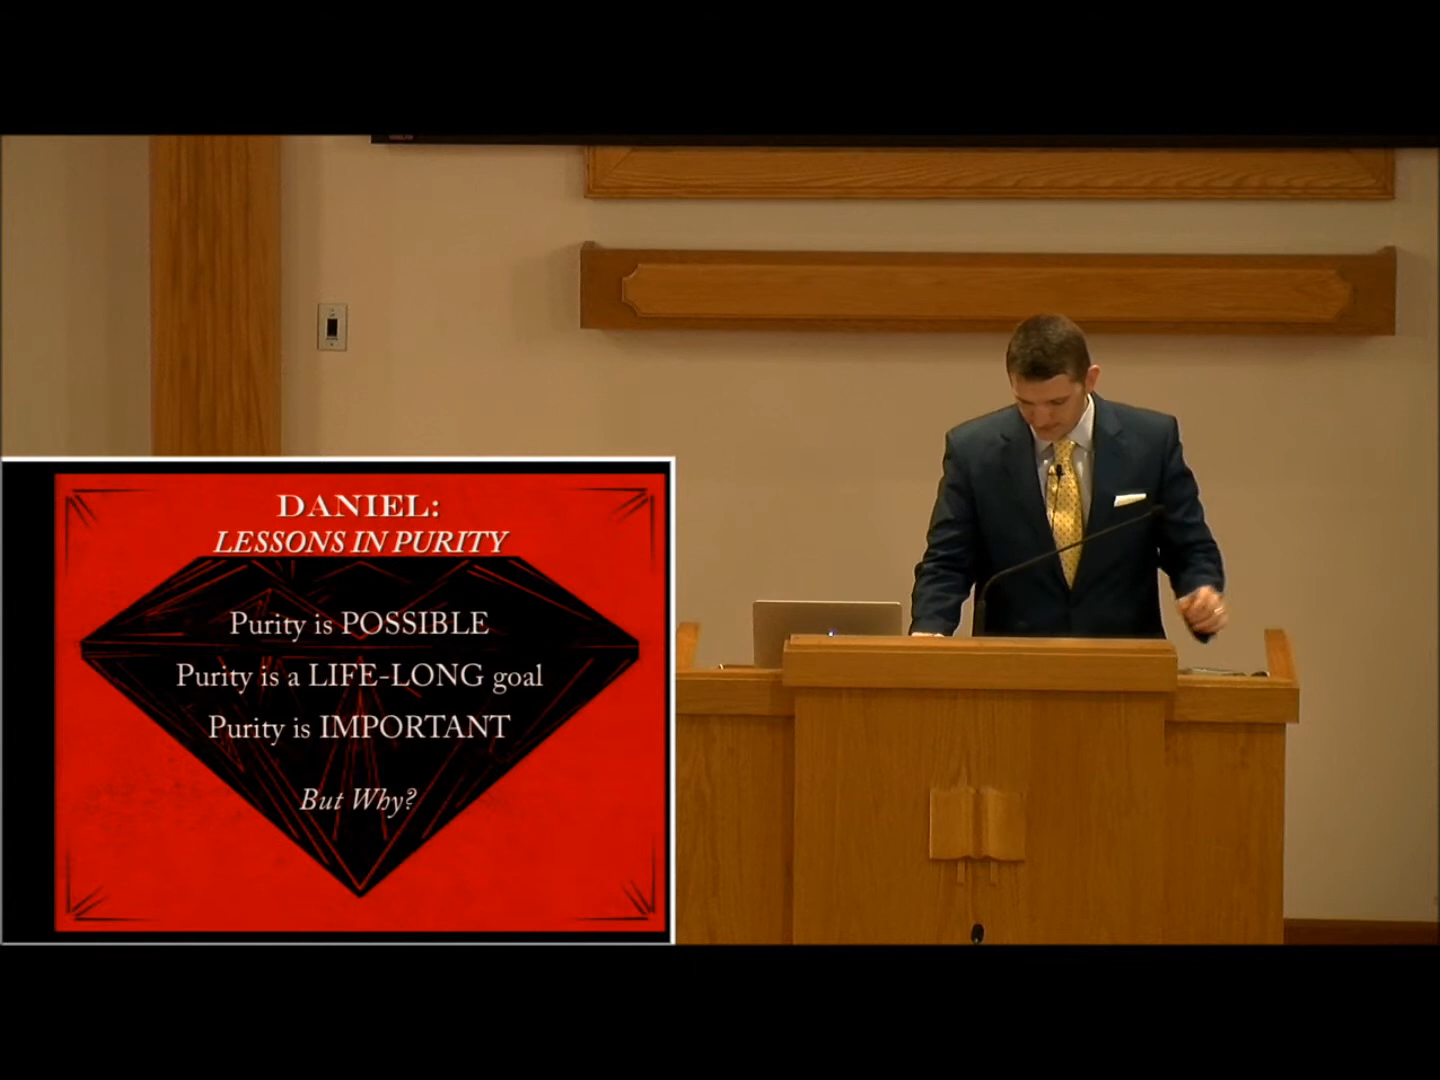 DANIEL:
LESSONS IN PURITY
Purity is POSSIBLE
Purity is a LIFE-LONG goal
Purity is IMPORTANT
But Why?